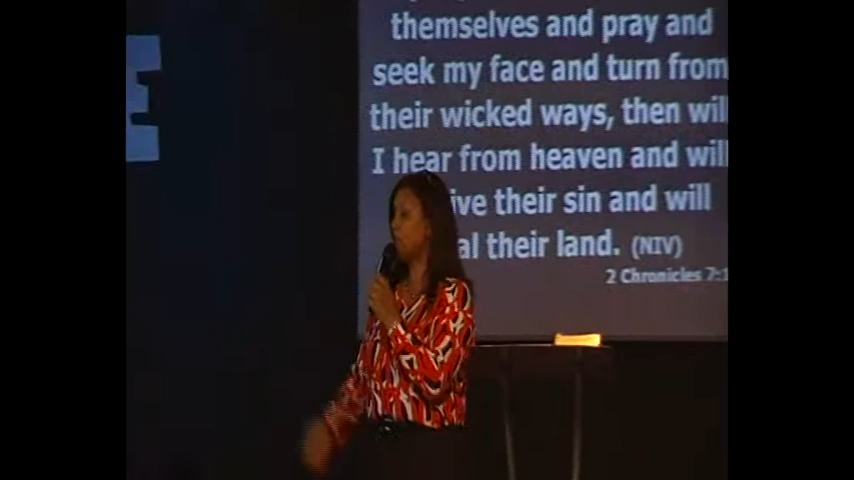 themselves and pray and
seek my face and turn from
their wicked ways, then will
I hear from heaven and will
ive their sin and will
al their land. (NIV)
2 Chronicles 7:1
E